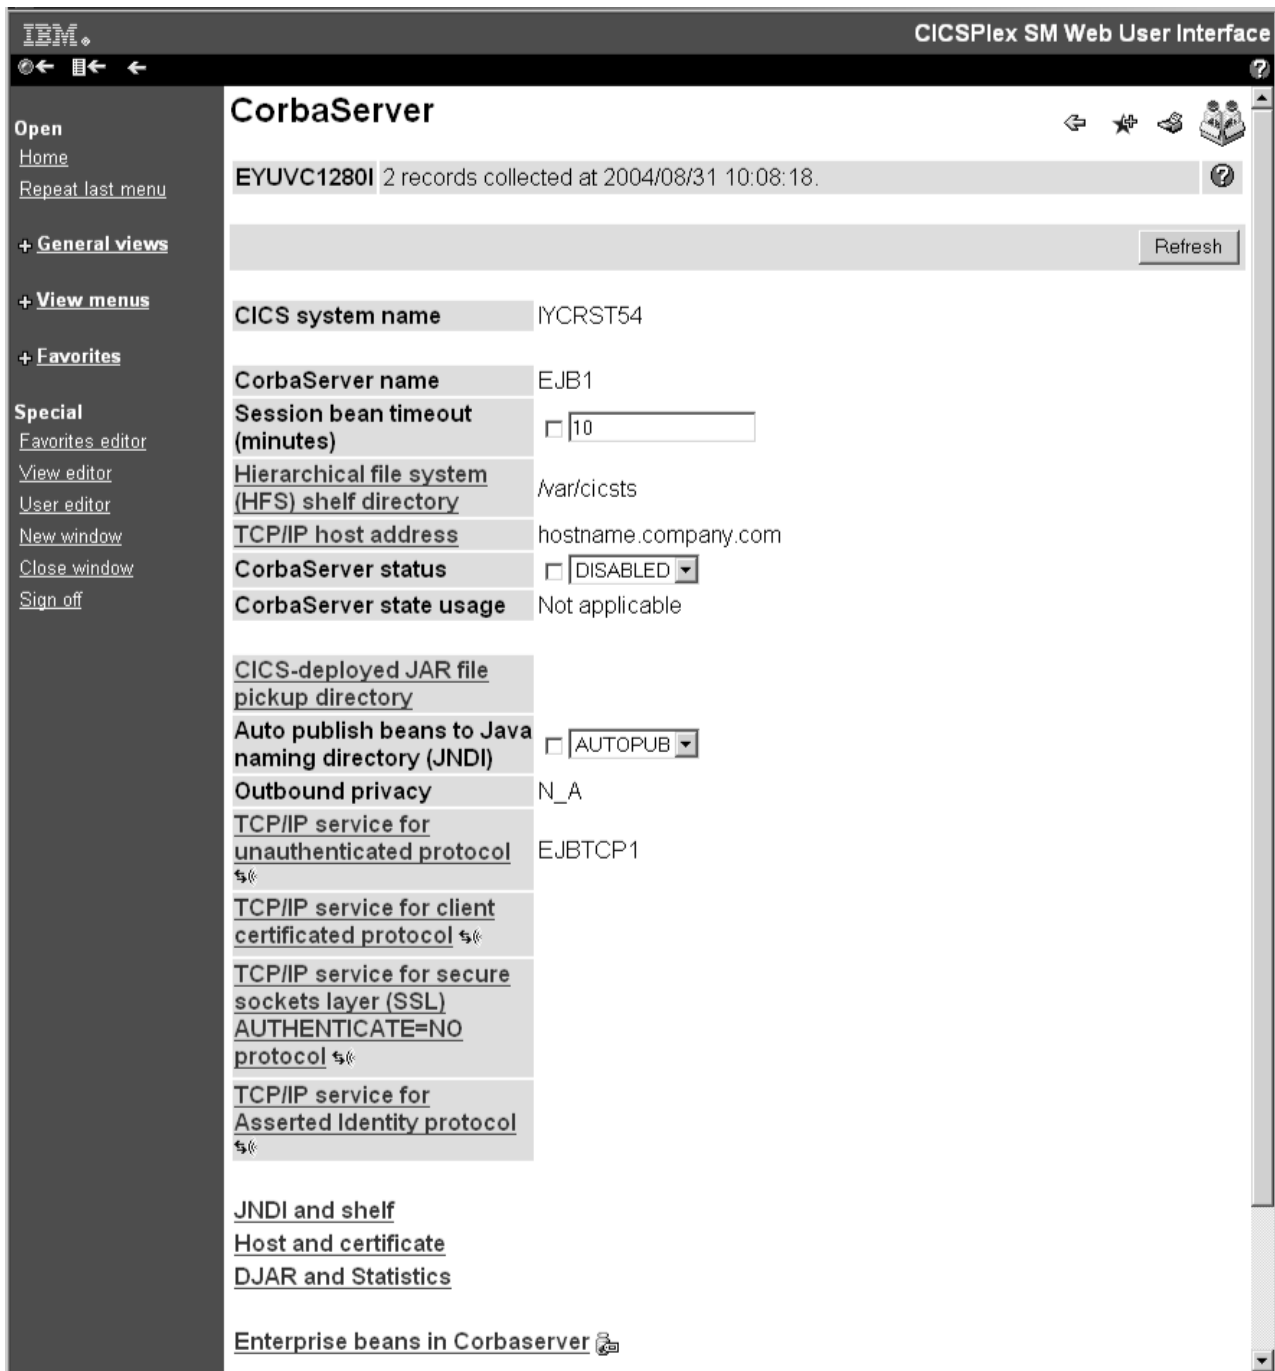 IBM®
CICSPlex SM Web User Interface
Open
Home
Repeat last menu
General views
View menus
Favorites
Special
Favorites editor
View editor
User editor
New window
Close window
Sign off
CorbaServer
EYUVC1280I 2 records collected at 2004/08/31 10:08:18.
Refresh
CICS system name IYCRST54
CorbaServer name EJB1
Session bean timeout
(minutes) 10
Hierarchical file system
(HFS) shelf directory /var/cicsts
TCP/IP host address hostname.company.com
CorbaServer status DISABLED
CorbaServer state usage Not applicable
CICS-deployed JAR file
pickup directory
Auto publish beans to Java
naming directory (JNDI) AUTOPUB
Outbound privacy N_A
TCP/IP service for
unauthenticated protocol EJBTCP1
TCP/IP service for client
certificated protocol
TCP/IP service for secure
sockets layer (SSL)
AUTHENTICATE=NO
protocol
TCP/IP service for
Asserted Identity protocol
JNDI and shelf
Host and certificate
DJAR and Statistics
Enterprise beans in Corbaserver